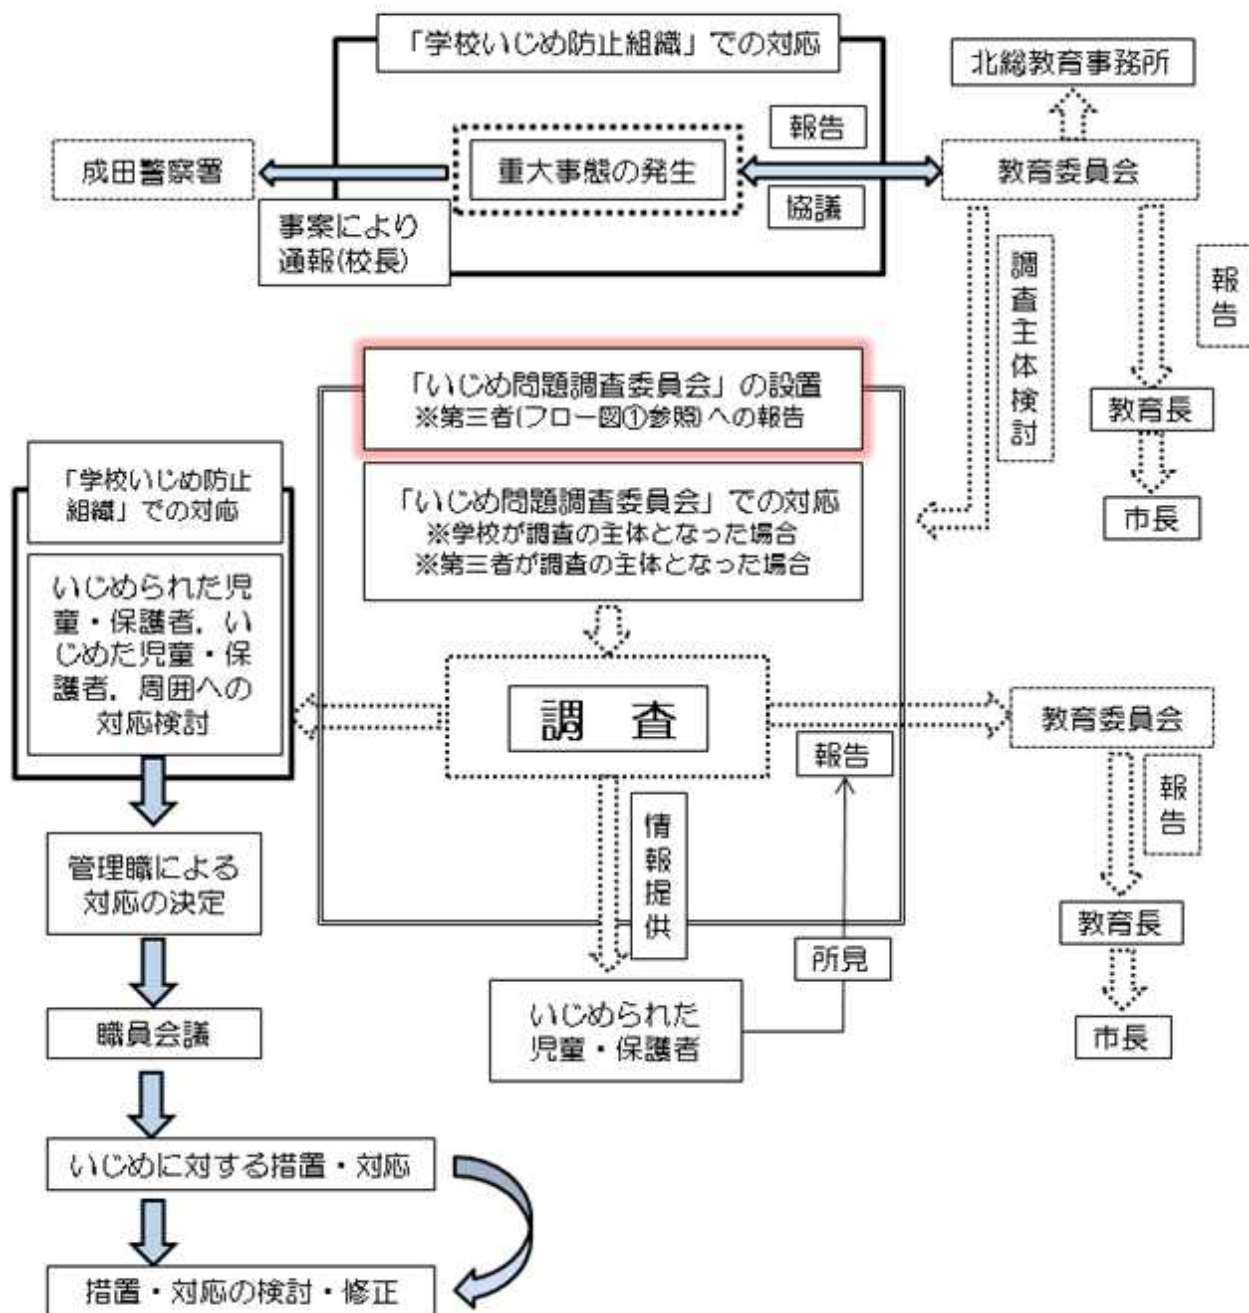 「学校いじめ防止組織」での対応
北総教育事務所
成田警察署
重大事態の発生
報告
協議
教育委員会
事案により
通報(校長)
調査主体検討
報告
教育長
市長
「いじめ問題調査委員会」の設置
※第三者(フロー図①参照)への報告
「いじめ問題調査委員会」での対応
※学校が調査の主体となった場合
※第三者が調査の主体となった場合
「学校いじめ防止
組織」での対応
いじめられた児
童・保護者，い
じめた児童・保
護者，周囲への
対応検討
調 査
報告
教育委員会
報告
教育長
市長
情報提供
所見
いじめられた
児童・保護者
管理職による
対応の決定
職員会議
いじめに対する措置・対応
措置・対応の検討・修正